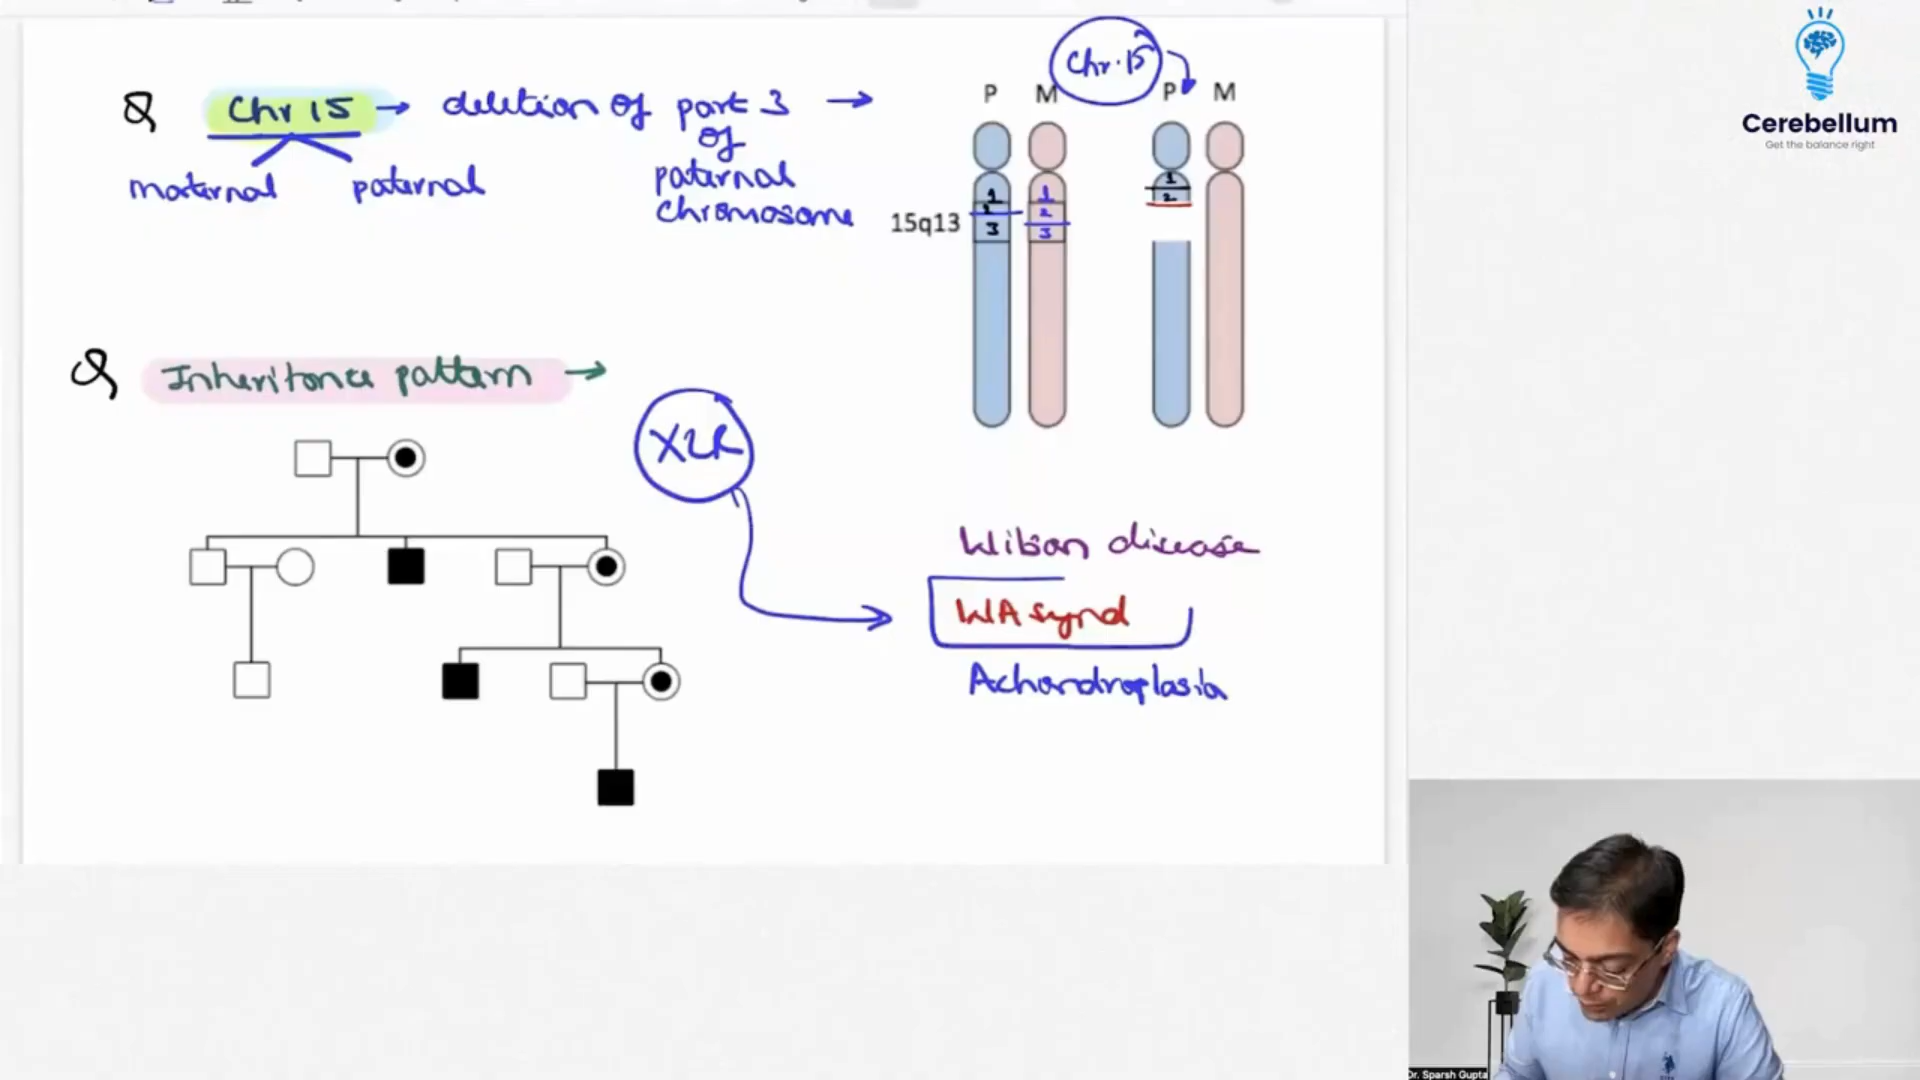 Q Chr 15 → deletion of part 3 →
of
maternal paternal paternal
chromosome
Chr. 15
P M P M
1 1 1
2 2 2
3 3
15q13
Cerebellum
Get the balance right
Q Inheritance pattern →
XLR
Wilson disease
WA synd
Achondroplasia
Dr. Sparsh Gupta